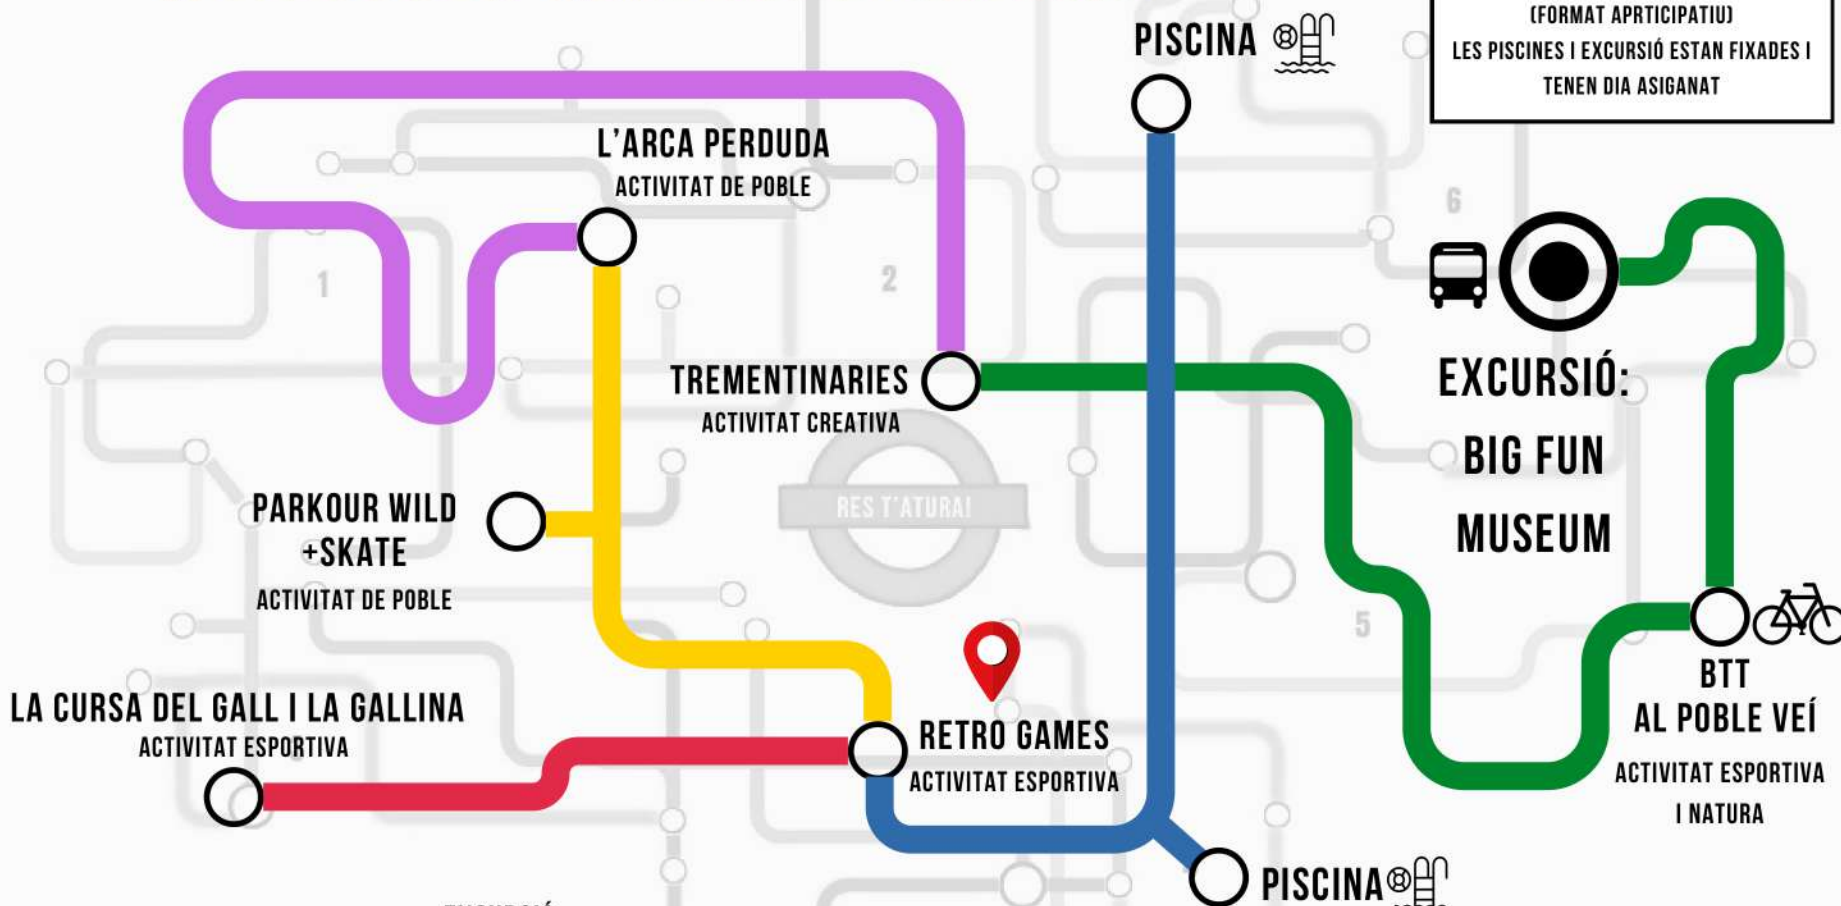 (FORMAT APRTICIPATIU)
LES PISCINES I EXCURSIÓ ESTAN FIXADES I
TENEN DIA ASIGANAT
PISCINA
L'ARCA PERDUDA
ACTIVITAT DE POBLE
6
1
2
TREMENTINARIES
ACTIVITAT CREATIVA
EXCURSIÓ:
BIG FUN
MUSEUM
PARKOUR WILD
+SKATE
ACTIVITAT DE POBLE
RES T'ATURA!
5
LA CURSA DEL GALL I LA GALLINA
ACTIVITAT ESPORTIVA
RETRO GAMES
ACTIVITAT ESPORTIVA
BTT
AL POBLE VEÍ
ACTIVITAT ESPORTIVA
I NATURA
PISCINA